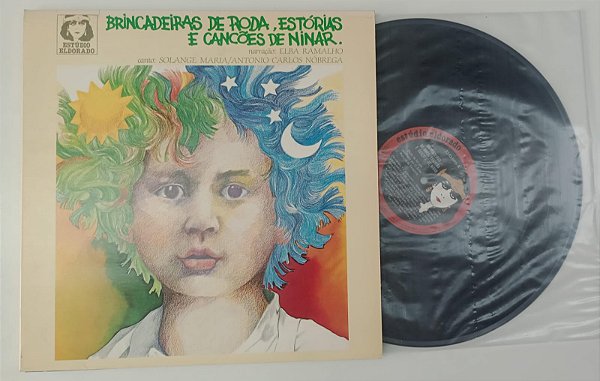 BRINCADEIRAS DE RODA, ESTÓRIAS
E CANÇÕES DE NINAR.
narração: ELBA RAMALHO
canto: SOLANGE MARIA/ANTONIO CARLOS NÓBREGA
ESTÚDIO
ELDORADO
estúdio eldorado